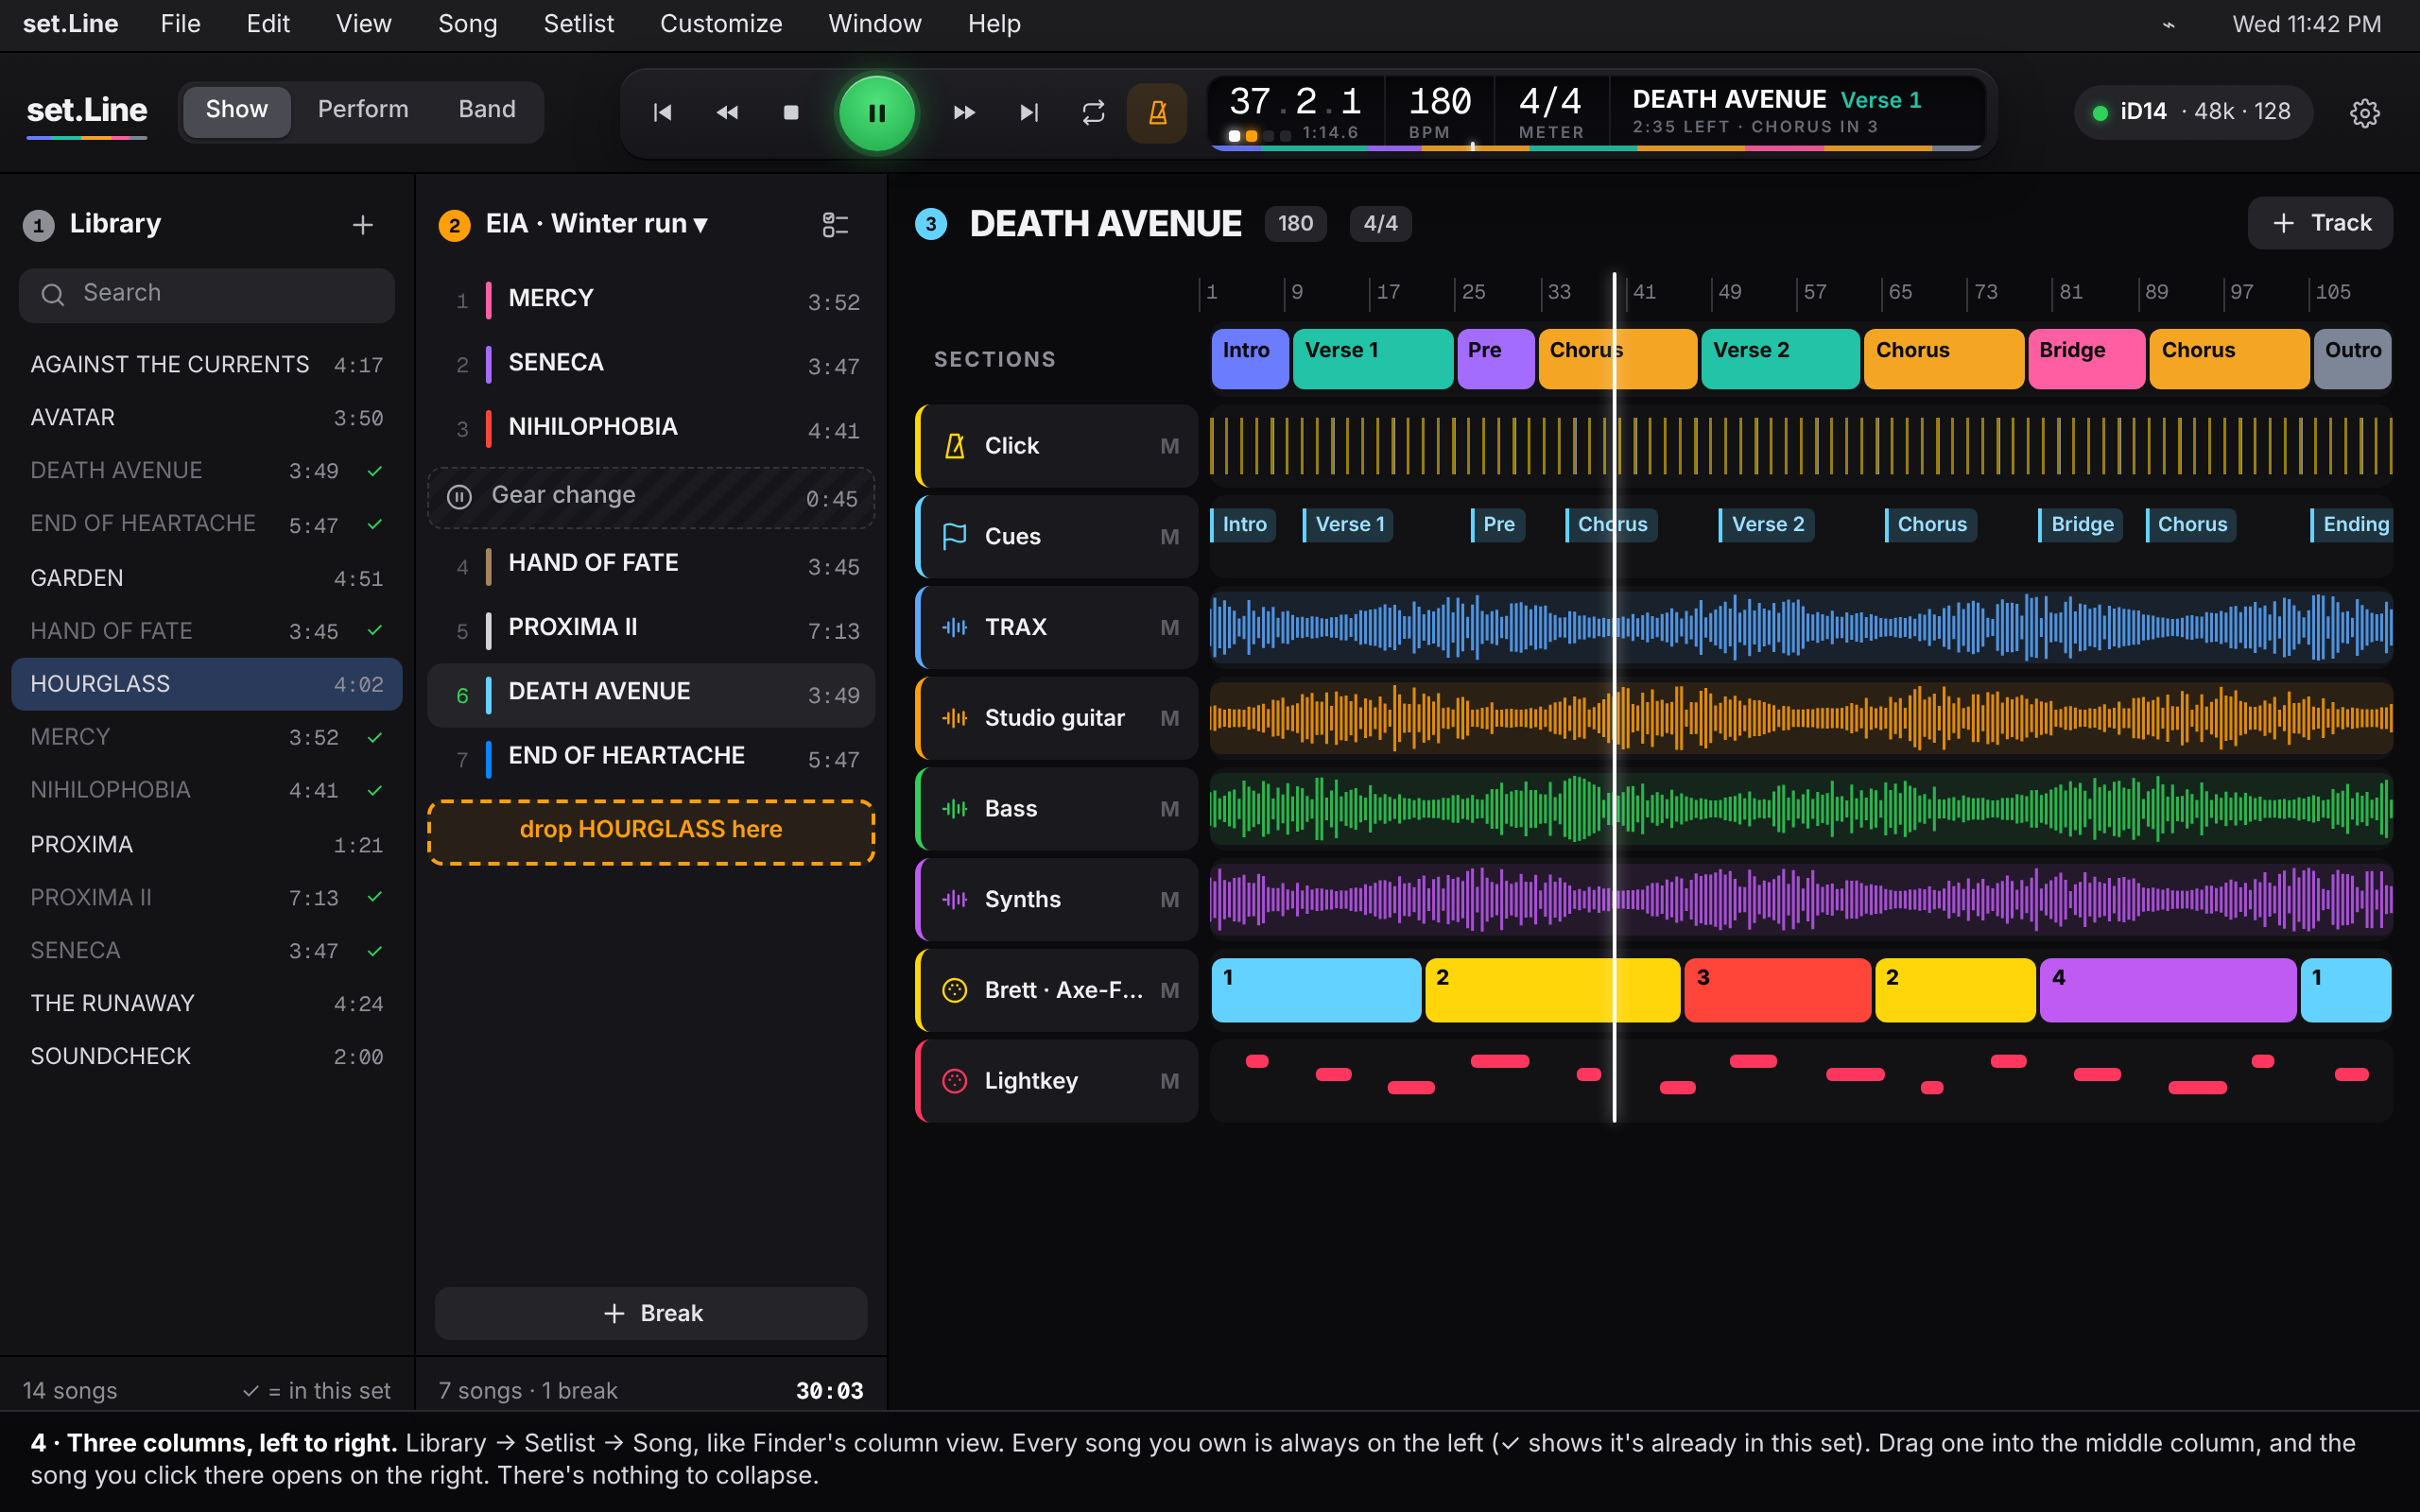 set.Line File Edit View Song Setlist Customize Window Help Wed 11:42 PM
set.Line Show Perform Band
37.2.1 180 4/4 DEATH AVENUE Verse 1
1:14.6 BPM METER 2:35 LEFT · CHORUS IN 3
iD14 · 48k · 128
1 Library
Search
AGAINST THE CURRENTS 4:17
AVATAR 3:50
DEATH AVENUE 3:49 ✓
END OF HEARTACHE 5:47 ✓
GARDEN 4:51
HAND OF FATE 3:45 ✓
HOURGLASS 4:02
MERCY 3:52 ✓
NIHILOPHOBIA 4:41 ✓
PROXIMA 1:21
PROXIMA II 7:13 ✓
SENECA 3:47 ✓
THE RUNAWAY 4:24
SOUNDCHECK 2:00
14 songs ✓ = in this set
2 EIA · Winter run ▾
1 MERCY 3:52
2 SENECA 3:47
3 NIHILOPHOBIA 4:41
Gear change 0:45
4 HAND OF FATE 3:45
5 PROXIMA II 7:13
6 DEATH AVENUE 3:49
7 END OF HEARTACHE 5:47
drop HOURGLASS here
+ Break
7 songs · 1 break 30:03
3 DEATH AVENUE 180 4/4 + Track
1 9 17 25 33 41 49 57 65 73 81 89 97 105
SECTIONS Intro Verse 1 Pre Chorus Verse 2 Chorus Bridge Chorus Outro
Click M
Cues M Intro Verse 1 Pre Chorus Verse 2 Chorus Bridge Chorus Ending
TRAX M
Studio guitar M
Bass M
Synths M
Brett · Axe-F... M 1 2 3 2 4 1
Lightkey M
4 · Three columns, left to right. Library → Setlist → Song, like Finder's column view. Every song you own is always on the left (✓ shows it's already in this set). Drag one into the middle column, and the
song you click there opens on the right. There's nothing to collapse.